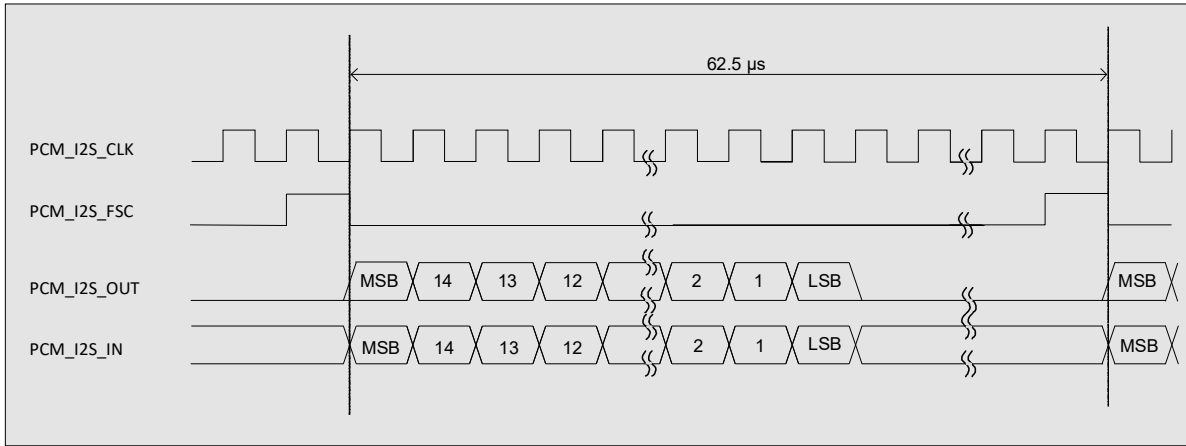 62.5 µs
PCM_I2S_CLK
PCM_I2S_FSC
PCM_I2S_OUT MSB 14 13 12 2 1 LSB MSB
PCM_I2S_IN MSB 14 13 12 2 1 LSB MSB